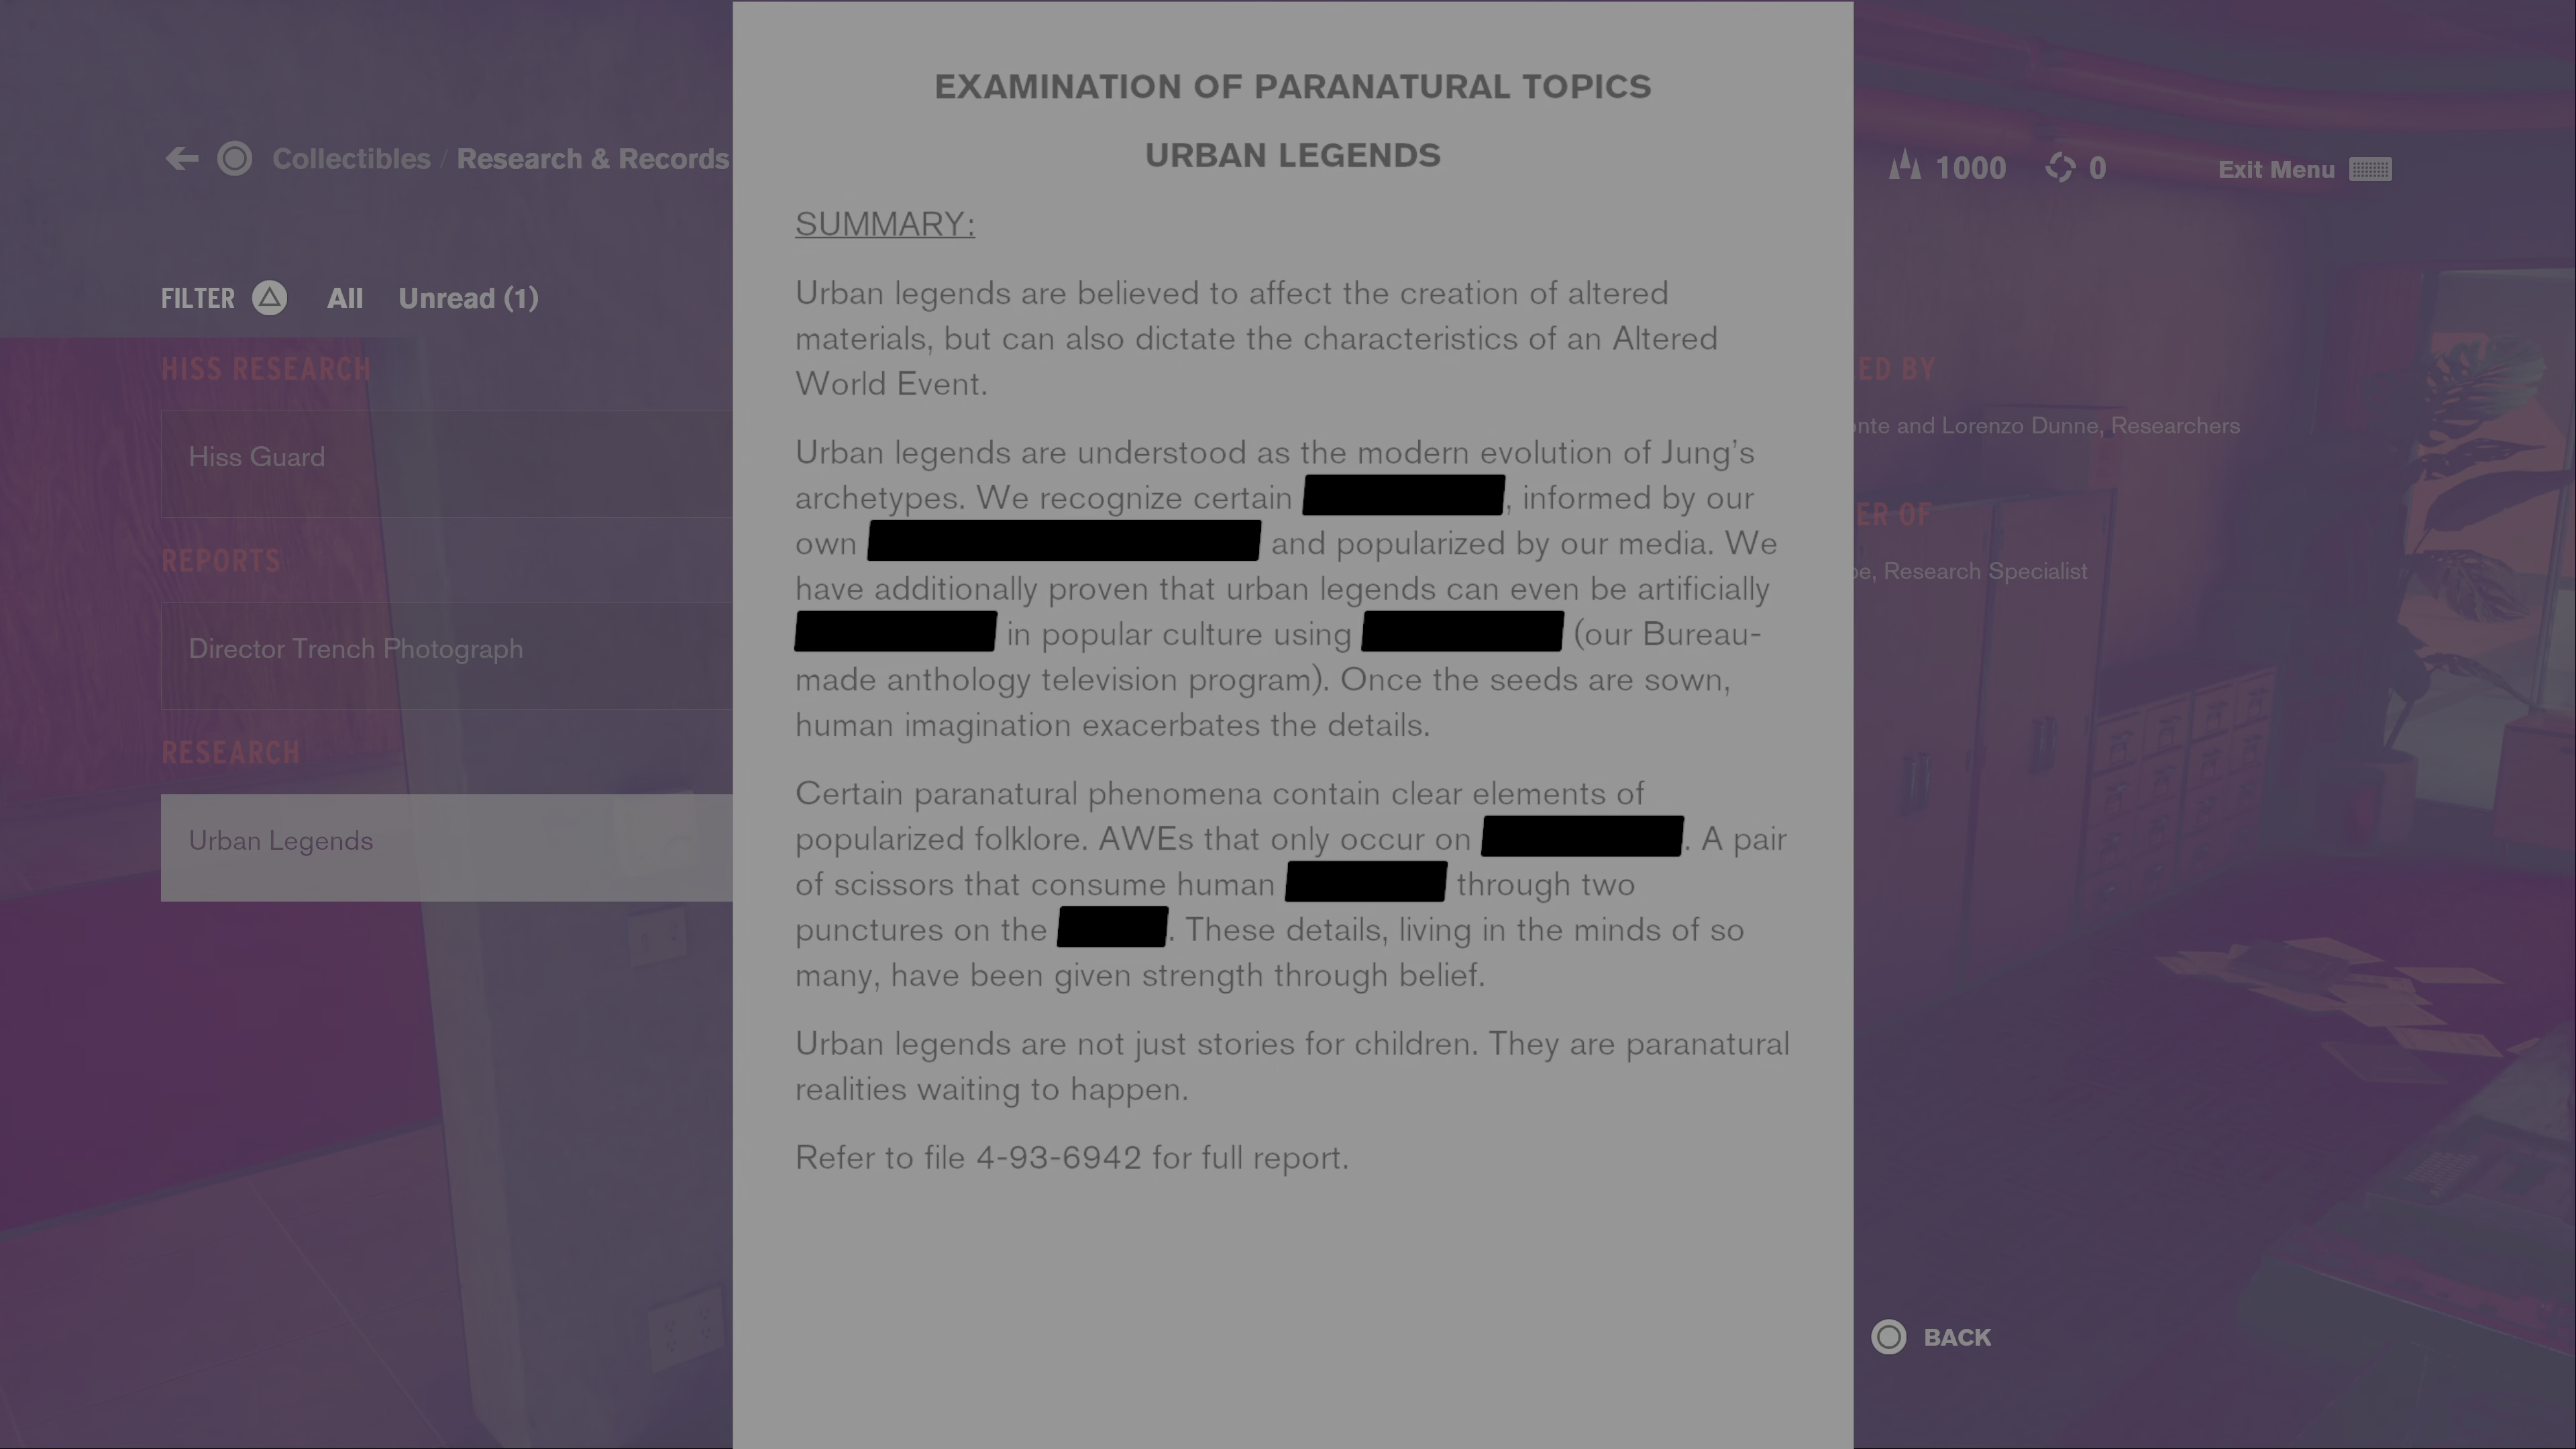 EXAMINATION OF PARANATURAL TOPICS
URBAN LEGENDS
Collectibles / Research & Records
1000
0
Exit Menu
SUMMARY:
FILTER
All
Unread (1)
Urban legends are believed to affect the creation of altered
materials, but can also dictate the characteristics of an Altered
World Event.
HISS RESEARCH
Hiss Guard
REPORTS
Director Trench Photograph
RESEARCH
Urban Legends
Urban legends are understood as the modern evolution of Jung's
archetypes. We recognize certain , informed by our
own and popularized by our media. We
have additionally proven that urban legends can even be artificially
in popular culture using (our Bureau-
made anthology television program). Once the seeds are sown,
human imagination exacerbates the details.
Certain paranatural phenomena contain clear elements of
popularized folklore. AWEs that only occur on . A pair
of scissors that consume human through two
punctures on the . These details, living in the minds of so
many, have been given strength through belief.
Urban legends are not just stories for children. They are paranatural
realities waiting to happen.
Refer to file 4-93-6942 for full report.
BY
and Lorenzo Dunne, Researchers
OF
Research Specialist
BACK